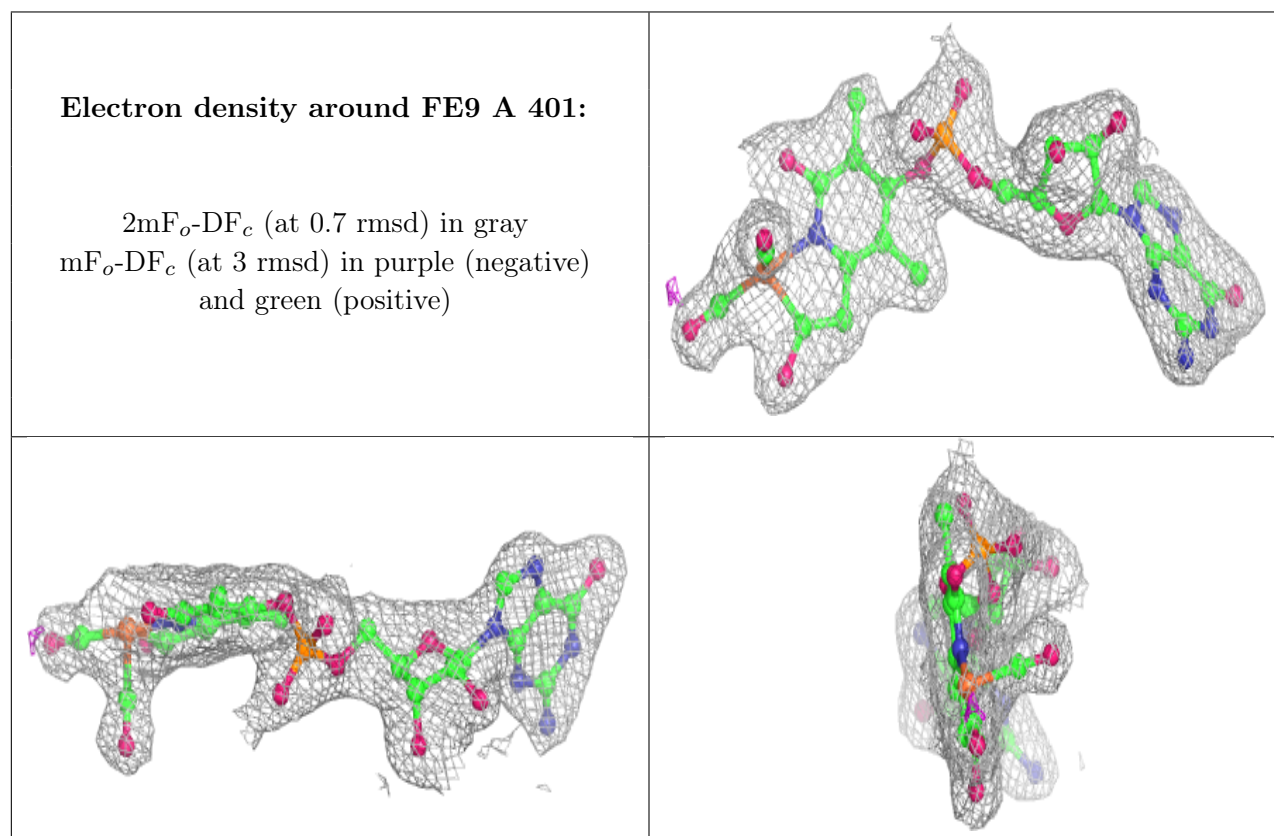 Electron density around FE9 A 401:
2mFo-DFc (at 0.7 rmsd) in gray
mFo-DFc (at 3 rmsd) in purple (negative)
and green (positive)